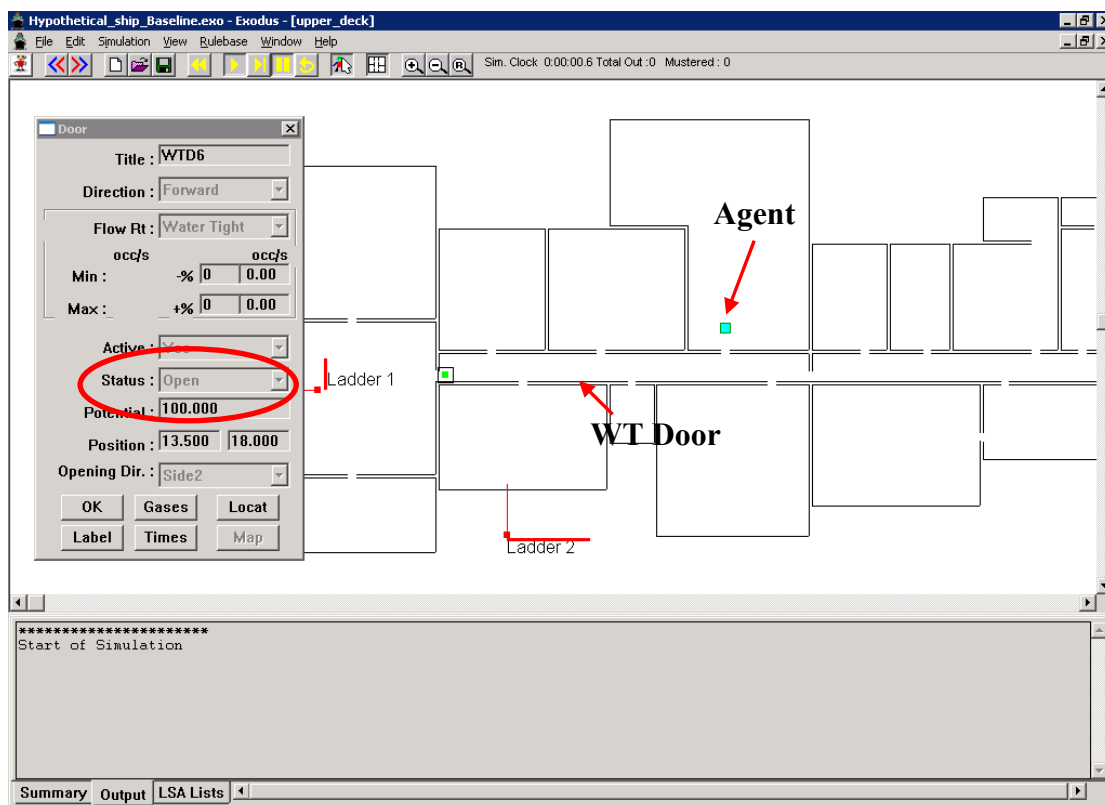 Hypothetical_ship_Baseline.exo - Exodus - [upper_deck]
File Edit Simulation View Rulebase Window Help
Sim. Clock 0:00:00.6 Total Out :0 Mustered : 0
Door
Title : WTD6
Direction : Forward
Flow Rt : Water Tight
occ/s occ/s
Min : -% 0 0.00
Max : +% 0 0.00
Active : Yes
Status : Open
Potential : 100.000
Position : 13.500 18.000
Opening Dir. : Side2
OK Gases Locat
Label Times Map
Agent
Ladder 1
WT Door
Ladder 2
**********************
Start of Simulation
Summary Output LSA Lists